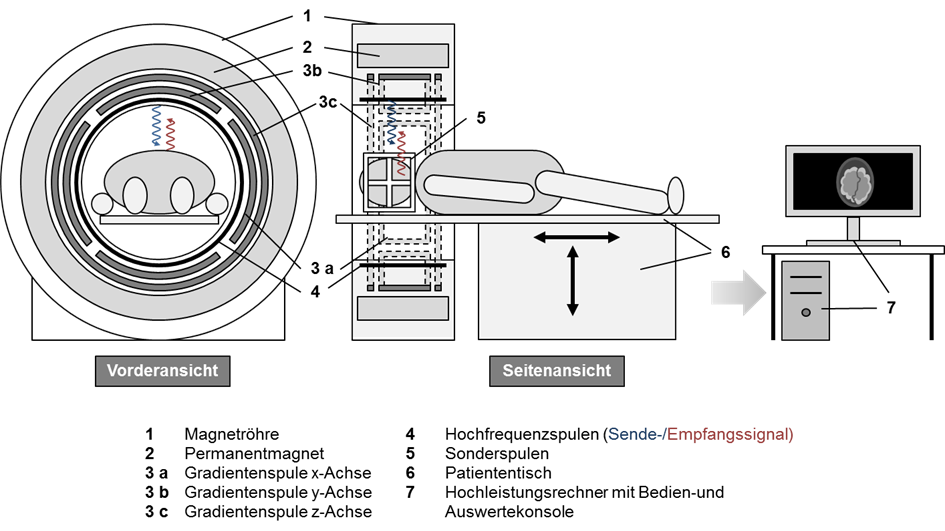 1
2
3b
3c
5
3 a
4
6
7
Vorderansicht
Seitenansicht
1 Magnetröhre
2 Permanentmagnet
3 a Gradientenspule x-Achse
3 b Gradientenspule y-Achse
3 c Gradientenspule z-Achse
4 Hochfrequenzspulen (Sende-/Empfangssignal)
5 Sonderspulen
6 Patiententisch
7 Hochleistungsrechner mit Bedien-und
Auswertekonsole